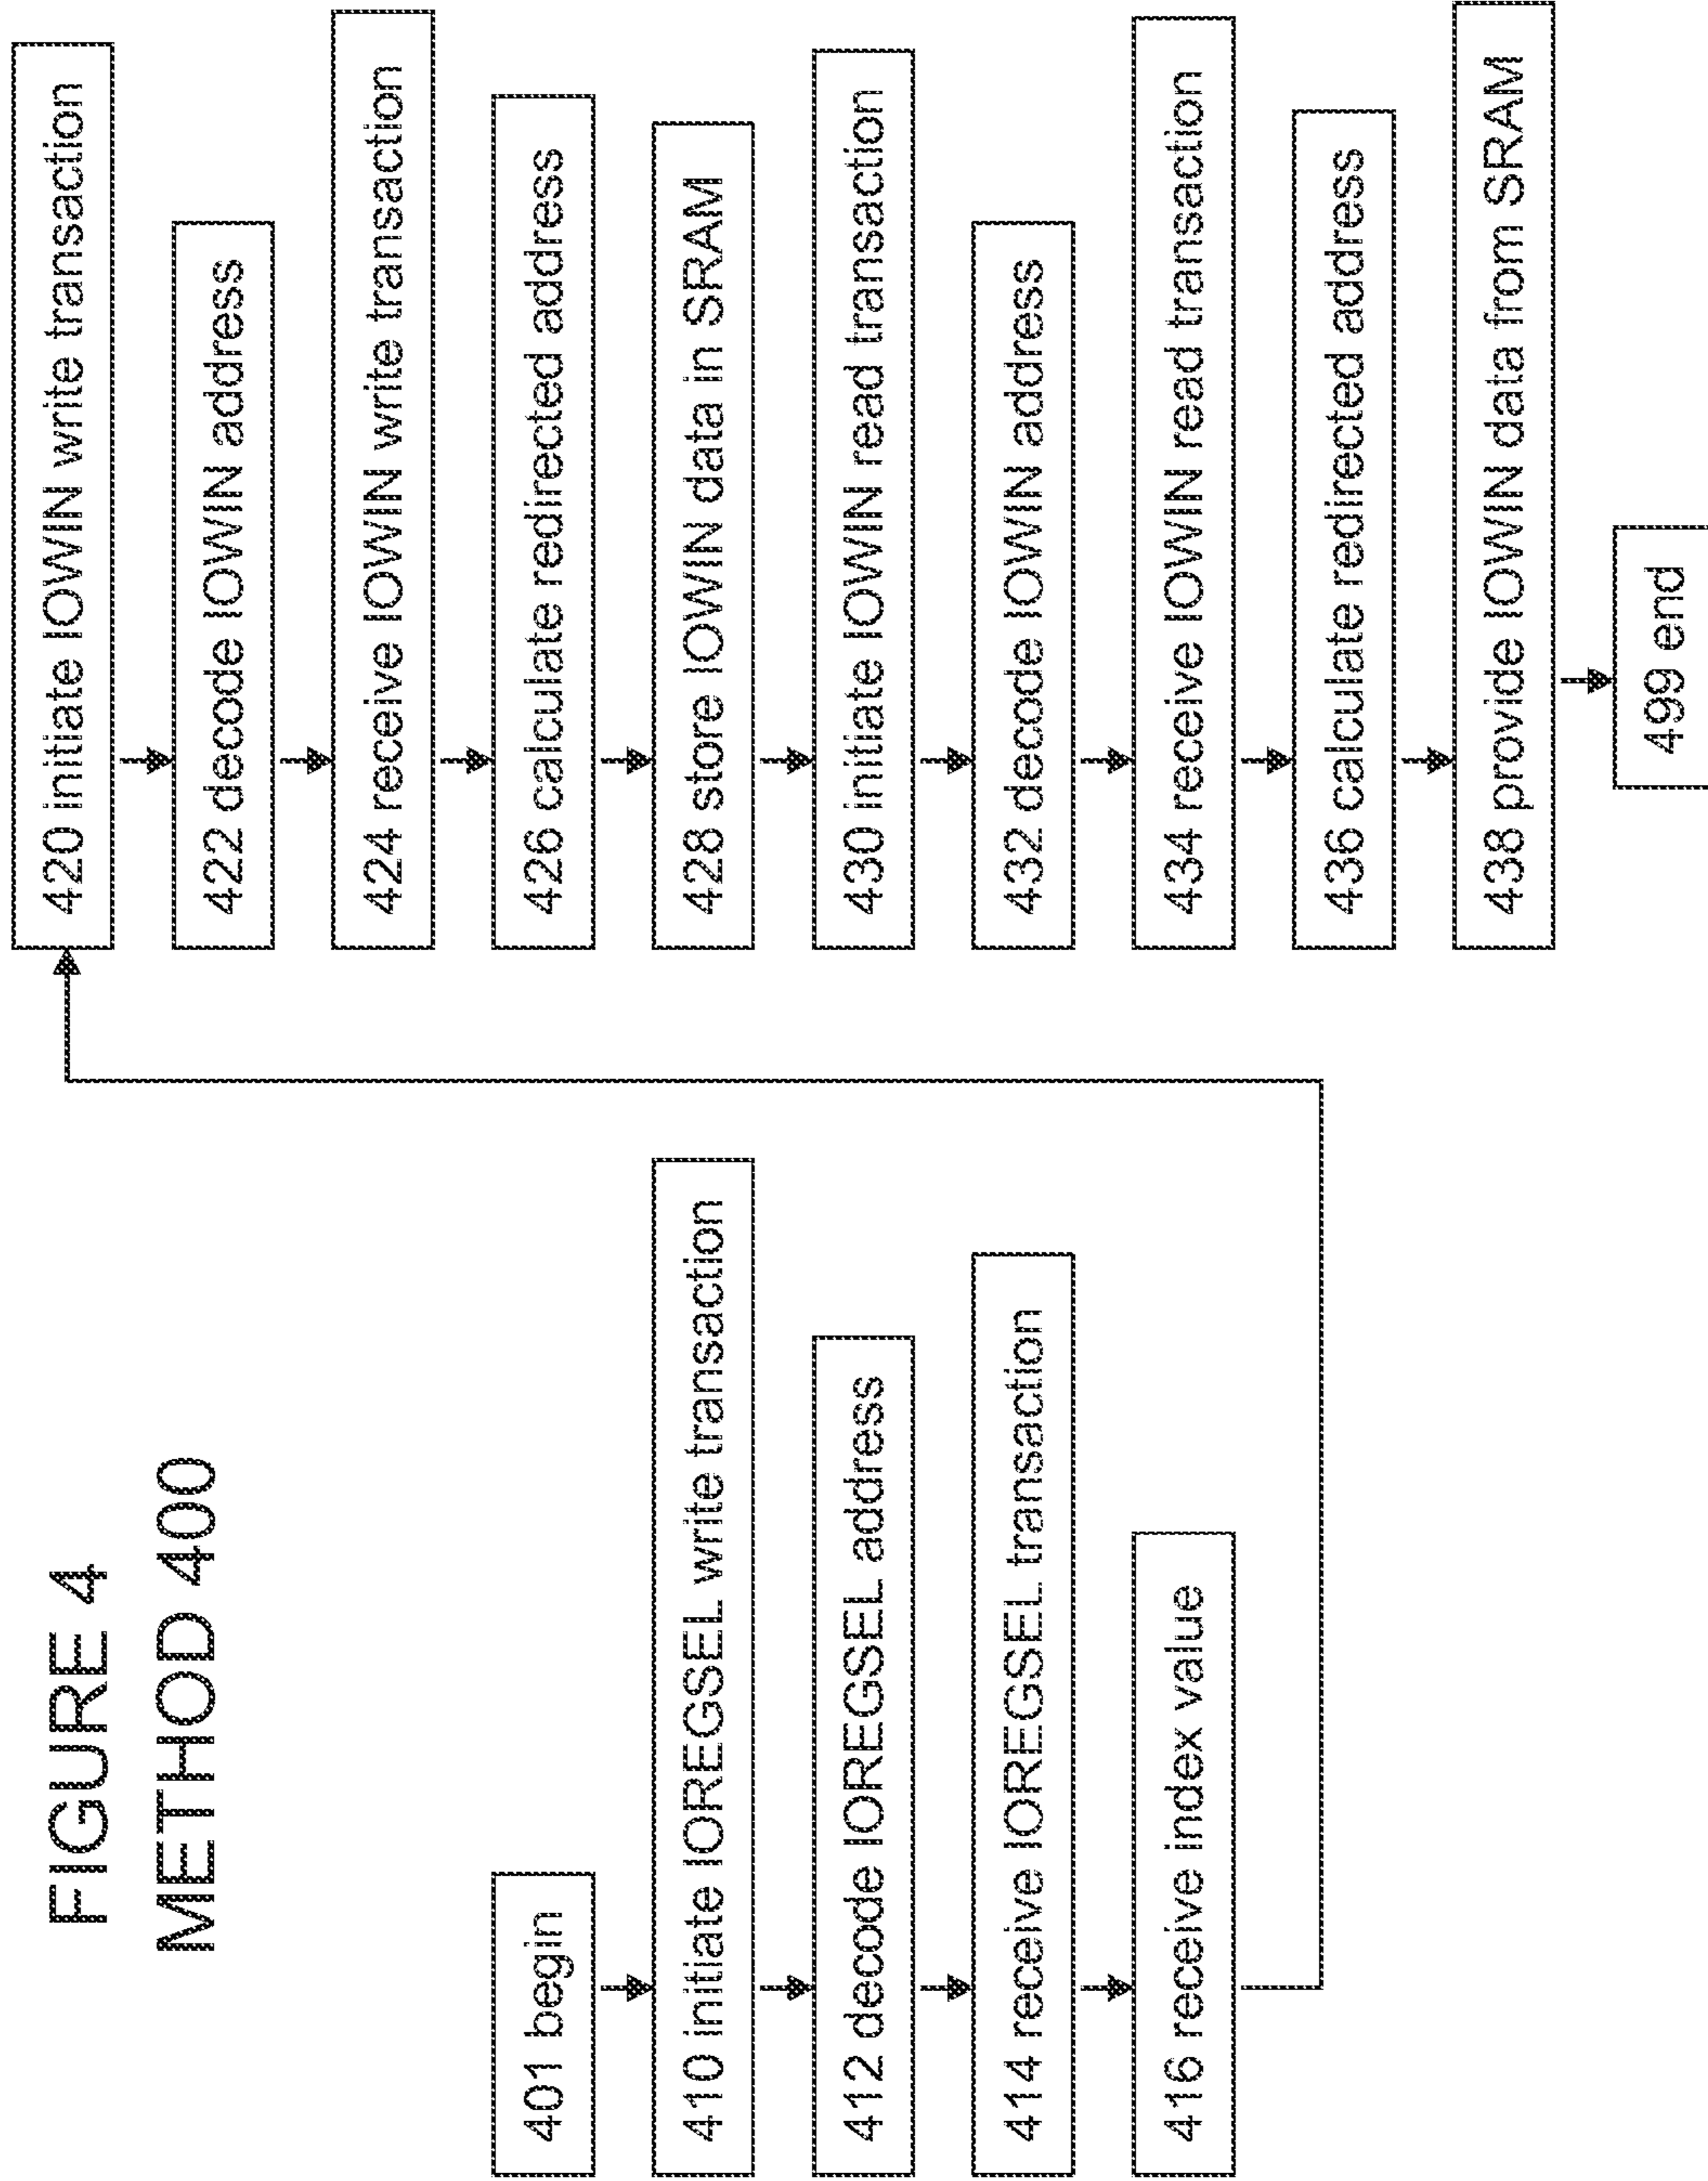 FIGURE 4
METHOD 400
401 begin
410 initiate IOREGSEL write transaction
412 decode IOREGSEL address
414 receive IOREGSEL transaction
416 receive index value
420 initiate IOWIN write transaction
422 decode IOWIN address
424 receive IOWIN write transaction
426 calculate redirected address
428 store IOWIN data in SRAM
430 initiate IOWIN read transaction
432 decode IOWIN address
434 receive IOWIN read transaction
436 calculate redirected address
438 provide IOWIN data from SRAM
499 end